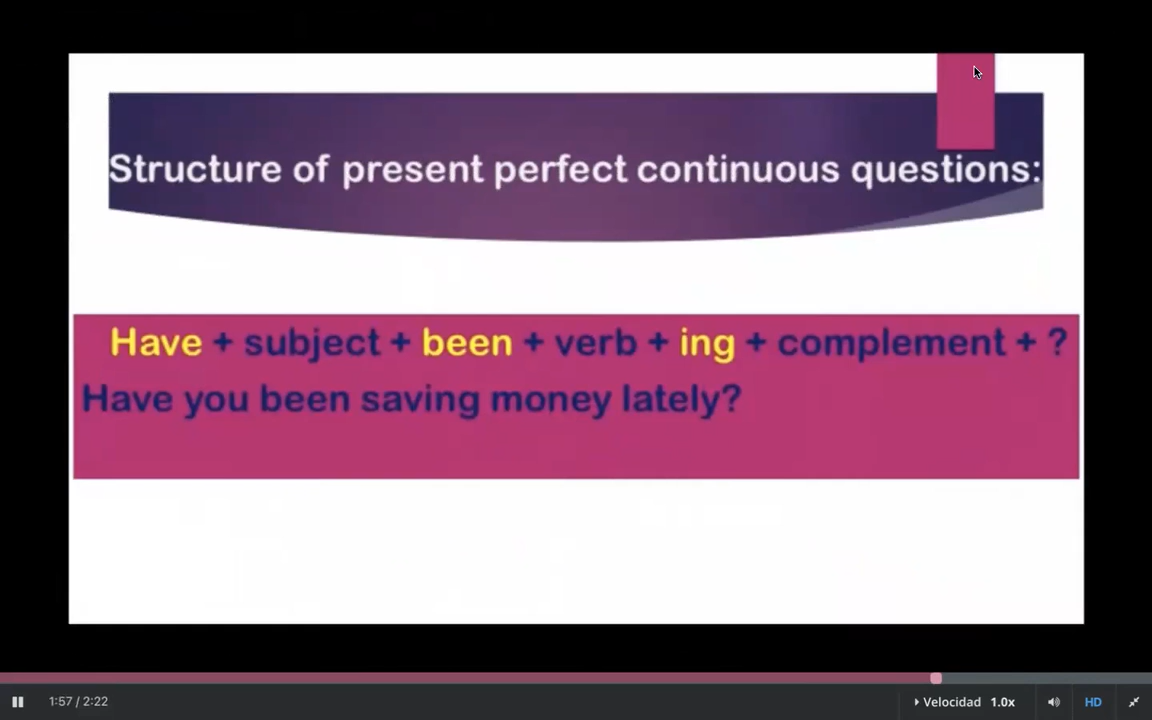 Structure of present perfect continuous questions:
Have + subject + been + verb + ing + complement + ?
Have you been saving money lately?
1:57 / 2:22
Velocidad 1.0x
HD